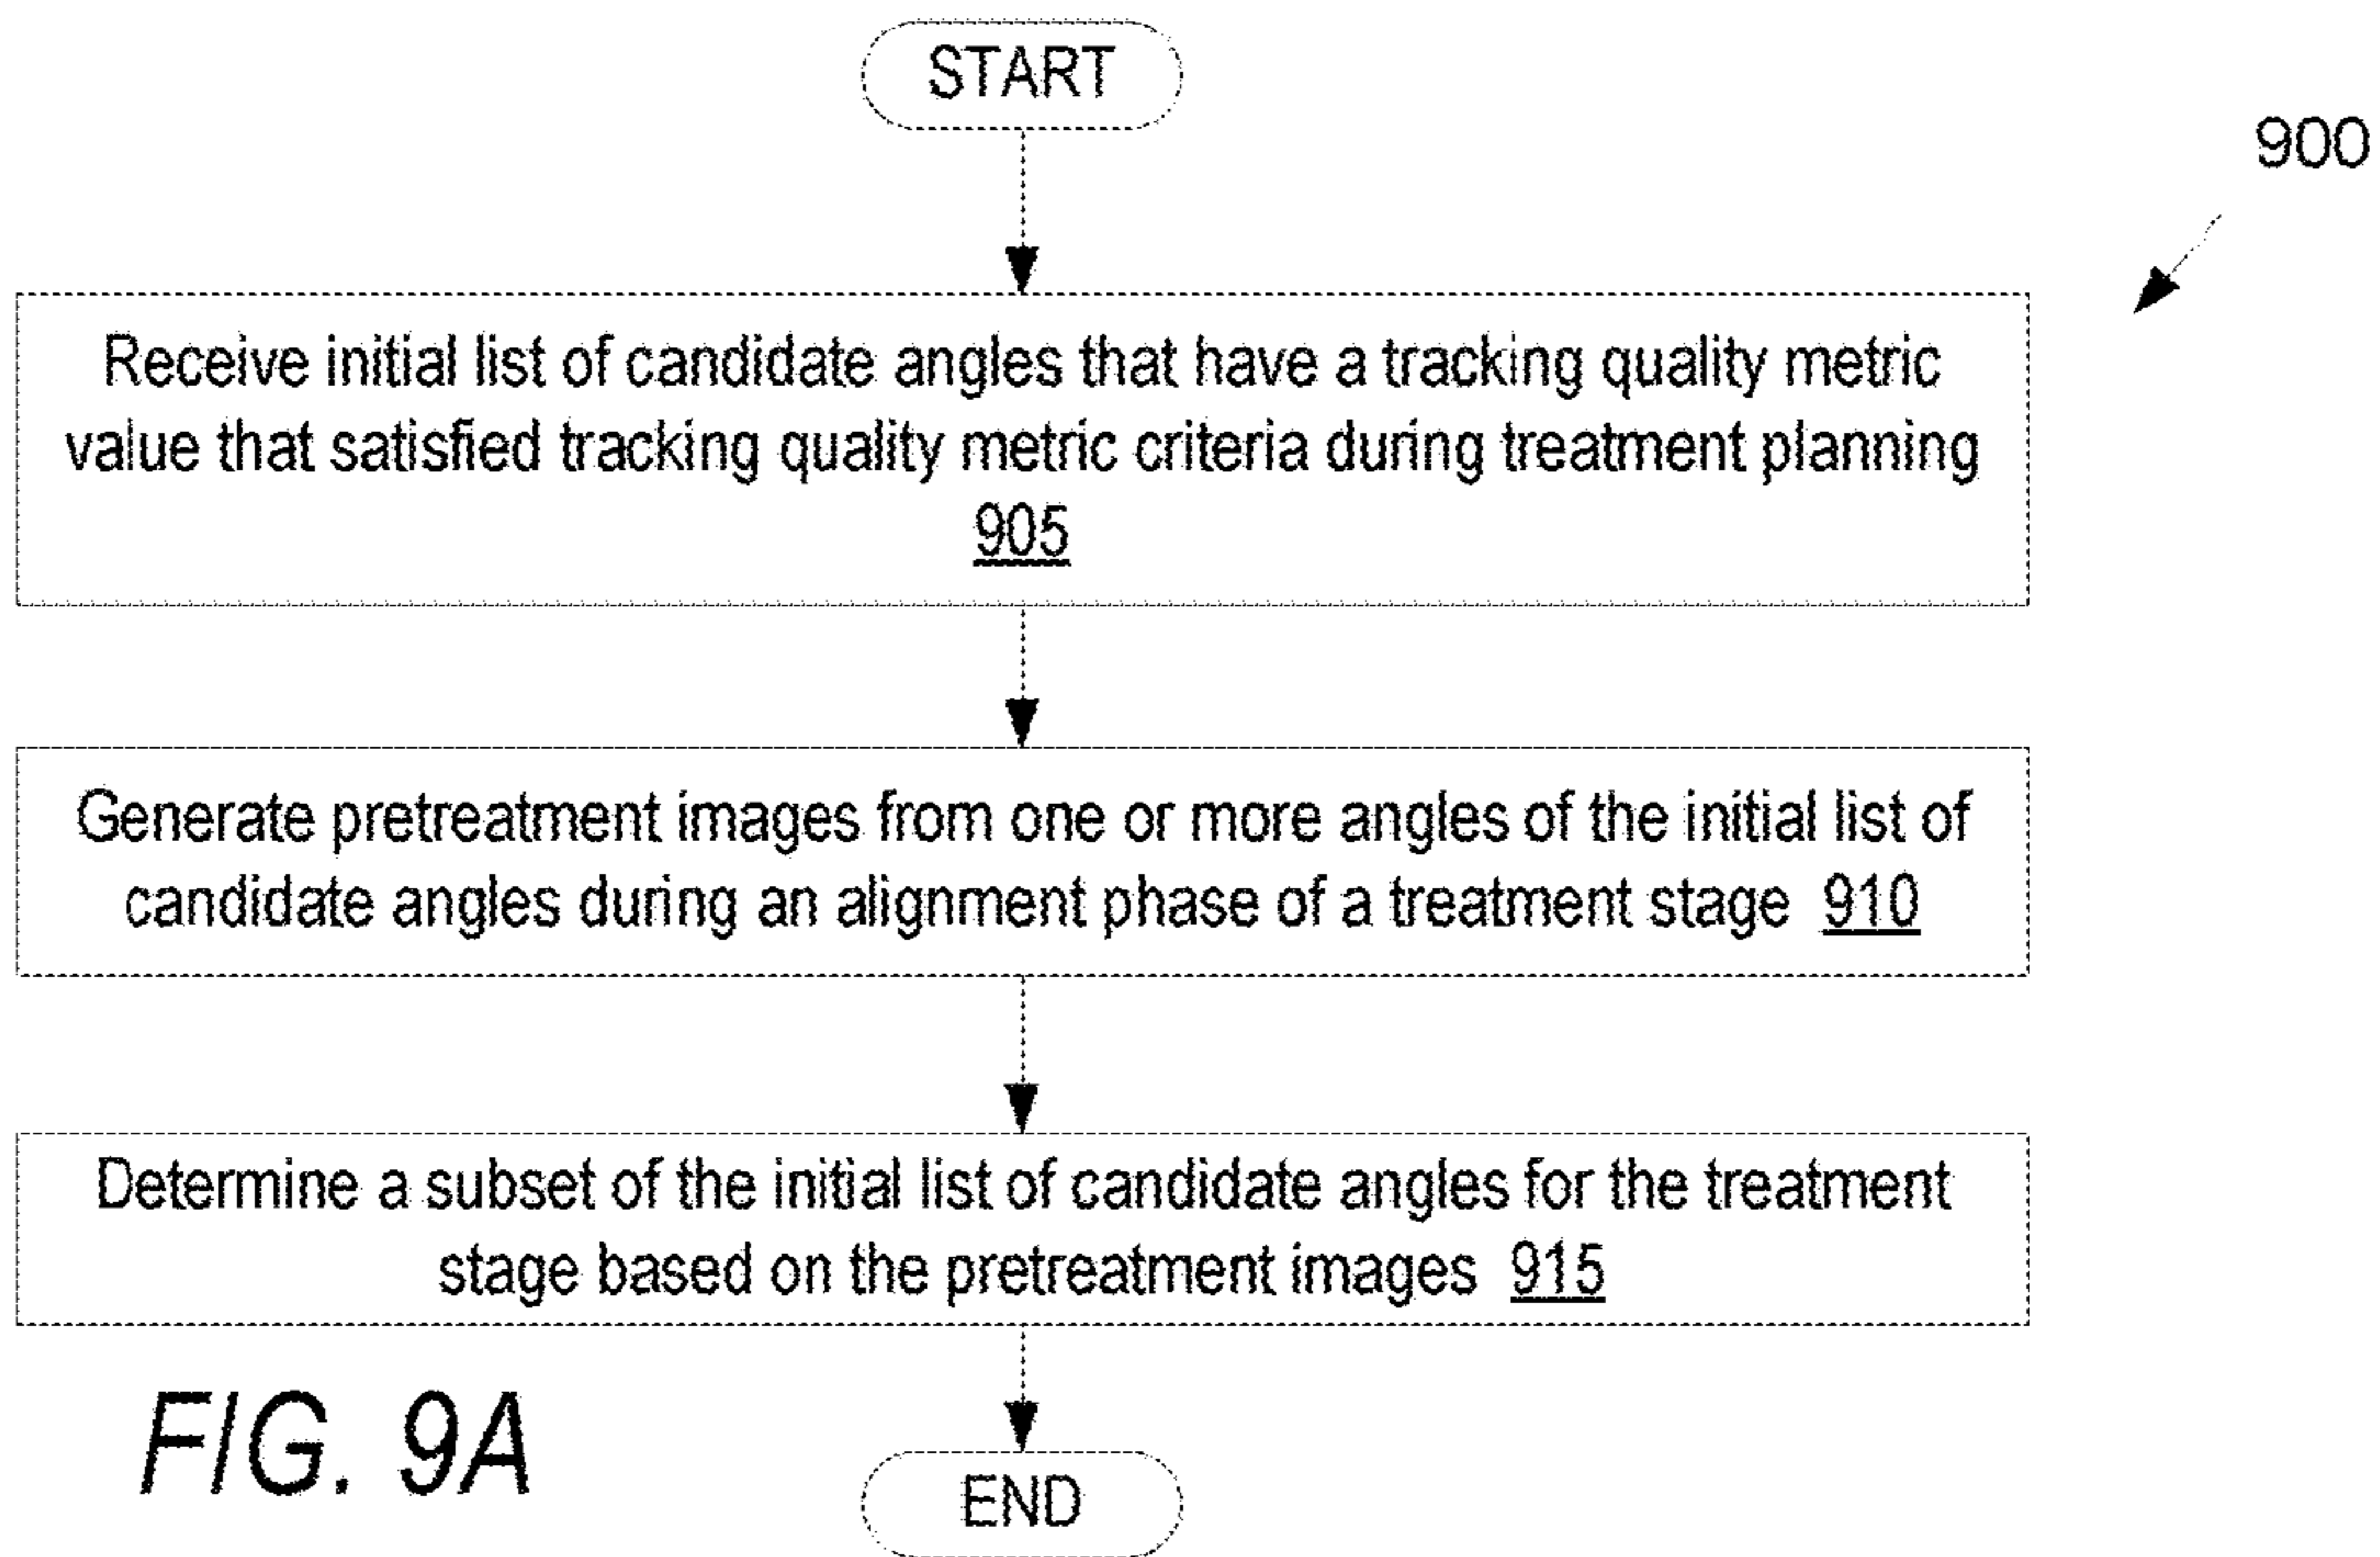 START
900
Receive initial list of candidate angles that have a tracking quality metric
value that satisfied tracking quality metric criteria during treatment planning
905
Generate pretreatment images from one or more angles of the initial list of
candidate angles during an alignment phase of a treatment stage 910
Determine a subset of the initial list of candidate angles for the treatment
stage based on the pretreatment images 915
FIG. 9A
END